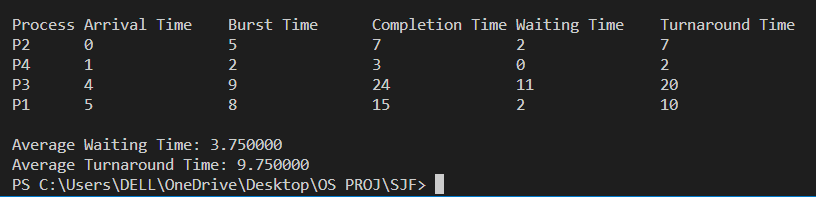 Process Arrival Time Burst Time Completion Time Waiting Time Turnaround Time
P2 0 5 7 2 7
P4 1 2 3 0 2
P3 4 9 24 11 20
P1 5 8 15 2 10
Average Waiting Time: 3.750000
Average Turnaround Time: 9.750000
PS C:\Users\DELL\OneDrive\Desktop\OS PROJ\SJF>